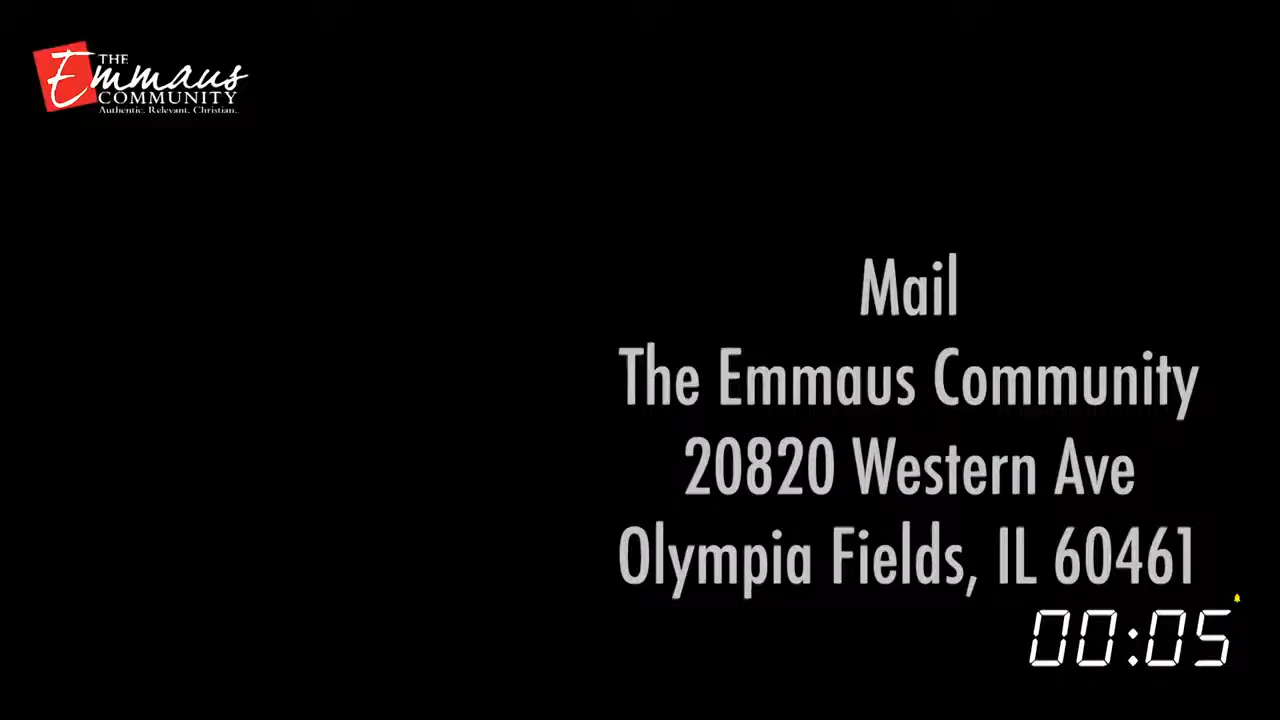 THE
Emmaus
COMMUNITY
Authentic. Relevant. Christian.
Mail
The Emmaus Community
20820 Western Ave
Olympia Fields, IL 60461
00:05